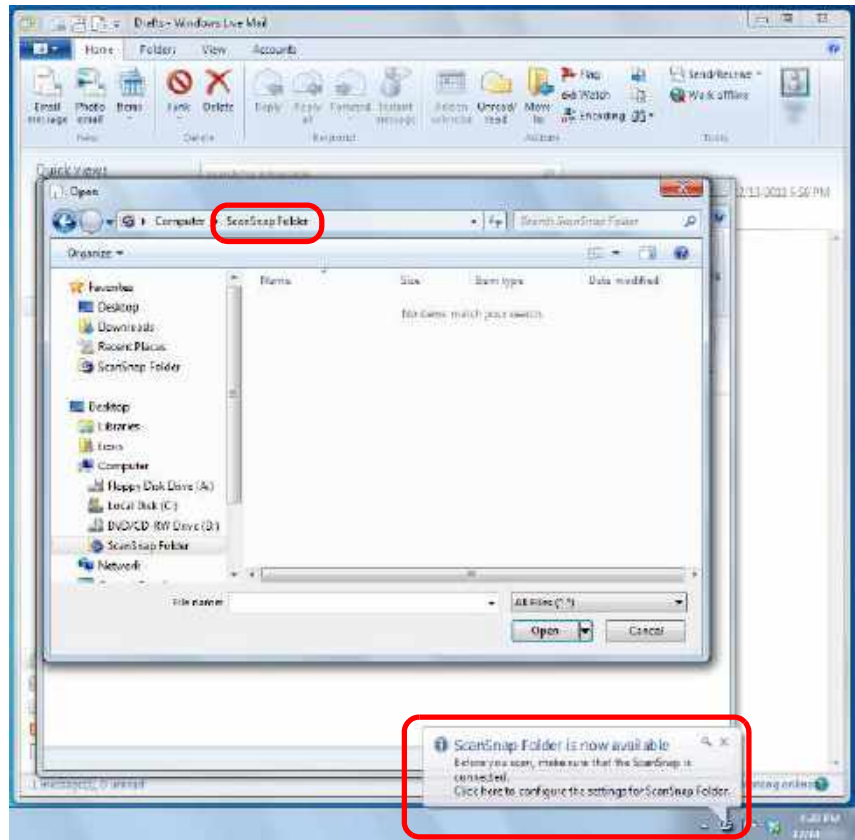 Drafts - Windows Live Mail
Home Folders View Accounts
Email message
Photo email
Items
Junk
Delete
Reply
Reply all
Forward
Instant message
Unread/ read
Move to
Flag
Watch
Encoding
Send/Receive
Work offline
New
Delete
Respond
Actions
Tools
Quick views
Open
Computer ScanSnap Folder
Search ScanSnap Folder
Organize
Name Size Item type Date modified
No items match your search.
Favorites
Desktop
Downloads
Recent Places
ScanSnap Folder
Desktop
Libraries
Computer
Floppy Disk Drive (A:)
Local Disk (C:)
DVD/CD-RW Drive (D:)
ScanSnap Folder
Network
File name:
All Files (*.*)
Open Cancel
ScanSnap Folder is now available
Before you scan, make sure that the ScanSnap is
connected.
Click here to configure the settings for ScanSnap Folder.